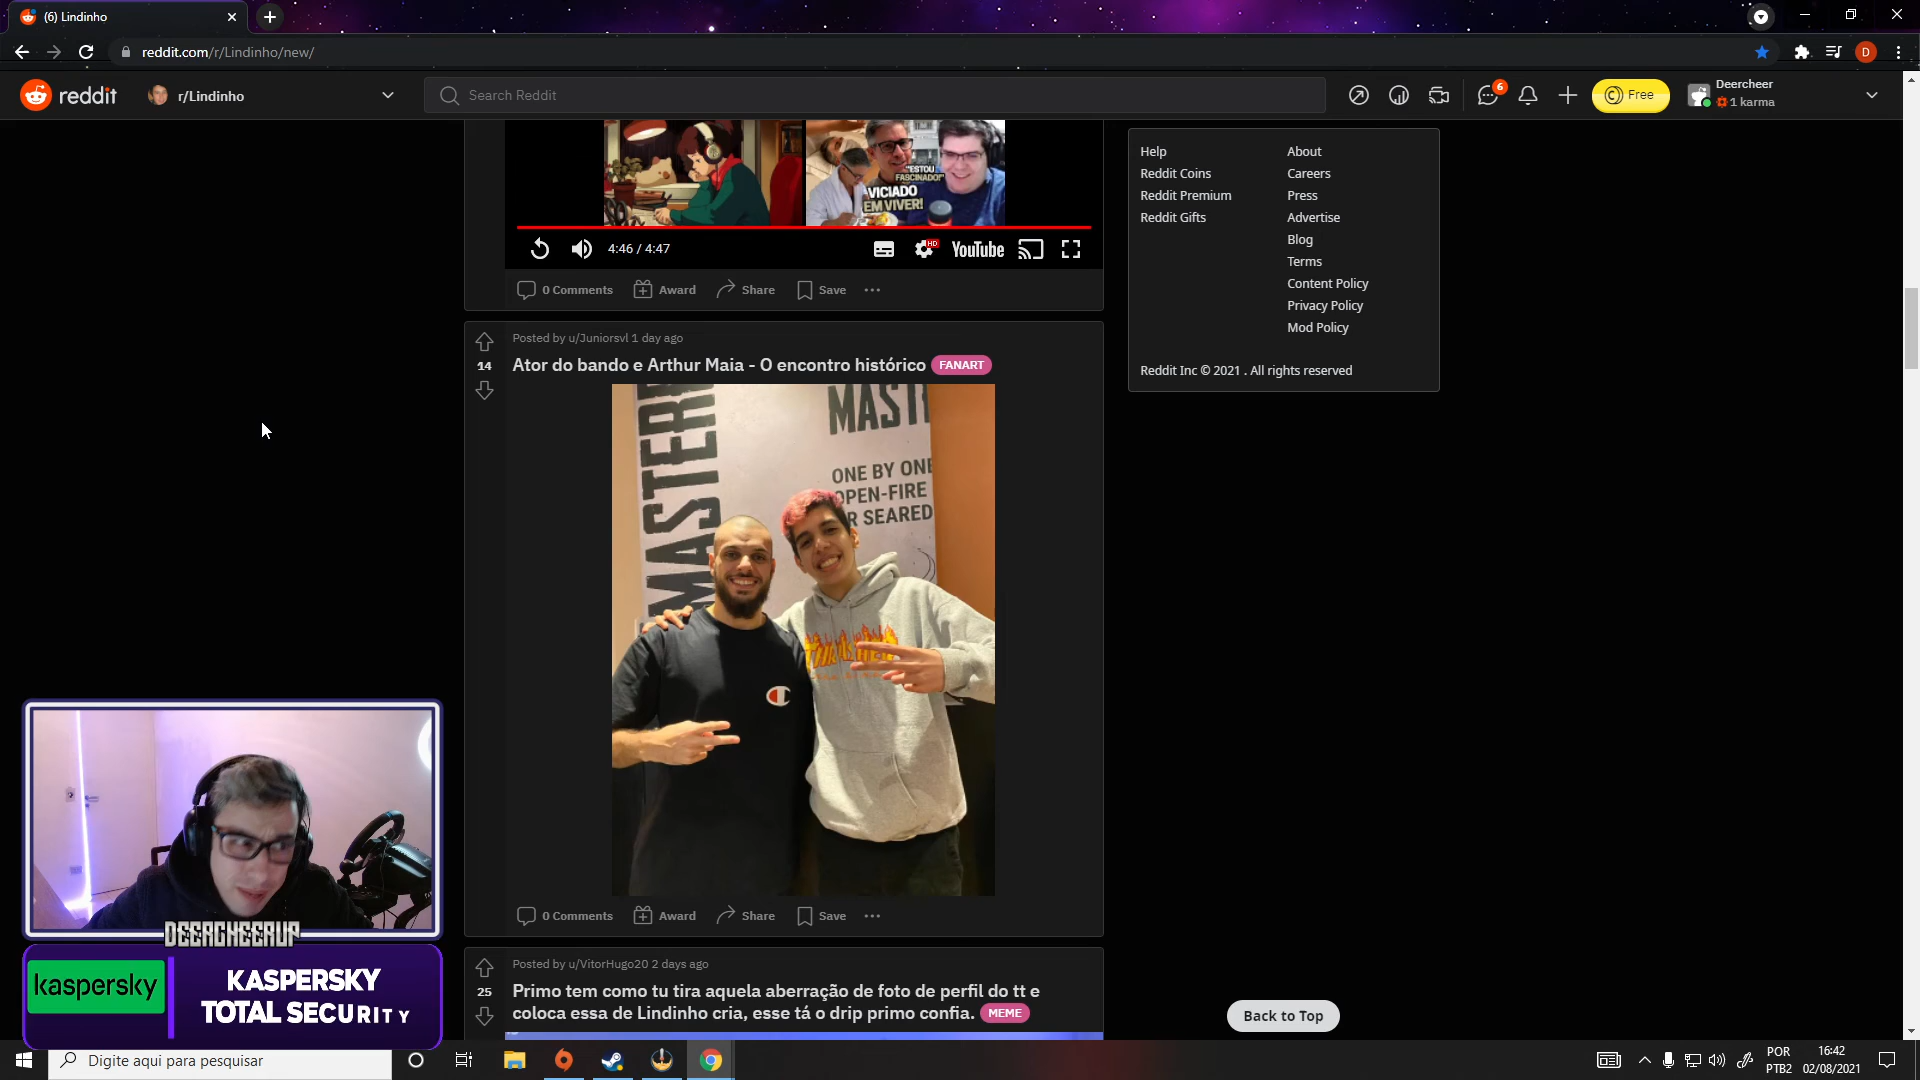 (6) Lindinho
reddit.com/r/Lindinho/new/
reddit
r/Lindinho
Search Reddit
6
Free
Deercheer
1 karma
"ESTOU
FASCINADO!"
VICIADO
EM VIVER!
4:46 / 4:47
HD
YouTube
0 Comments
Award
Share
Save
Help
About
Reddit Coins
Careers
Reddit Premium
Press
Reddit Gifts
Advertise
Blog
Terms
Content Policy
Privacy Policy
Mod Policy
Reddit Inc © 2021 . All rights reserved
Posted by u/Juniorsvl 1 day ago
14
Ator do bando e Arthur Maia - O encontro histórico FANART
MASTER
MAST
ONE BY ONE
OPEN-FIRE
R SEARED
0 Comments
Award
Share
Save
Posted by u/VitorHugo20 2 days ago
25
Primo tem como tu tira aquela aberração de foto de perfil do tt e
coloca essa de Lindinho cria, esse tá o drip primo confia. MEME
Back to Top
DEERCHEERUP
kaspersky
KASPERSKY
TOTAL SECURITY
Digite aqui para pesquisar
POR
PTB2
16:42
02/08/2021
D